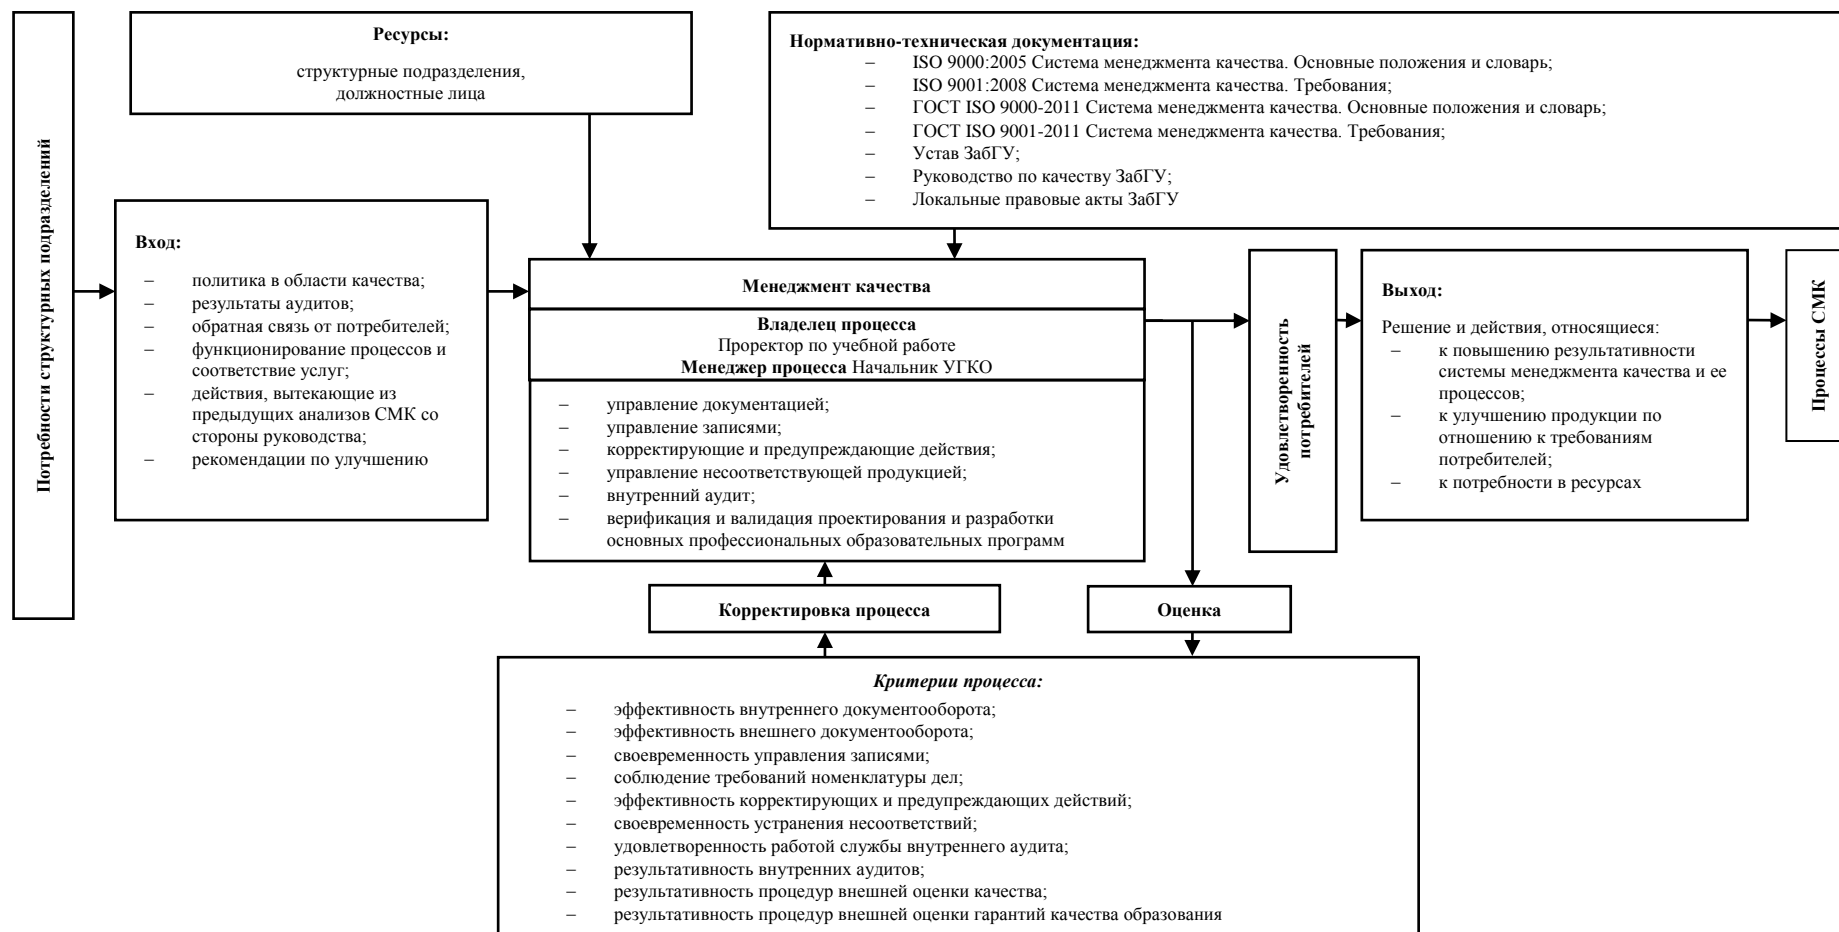 Потребности структурных подразделений
Ресурсы:
структурные подразделения,
должностные лица
Нормативно-техническая документация:
– ISO 9000:2005 Система менеджмента качества. Основные положения и словарь;
– ISO 9001:2008 Система менеджмента качества. Требования;
– ГОСТ ISO 9000-2011 Система менеджмента качества. Основные положения и словарь;
– ГОСТ ISO 9001-2011 Система менеджмента качества. Требования;
– Устав ЗабГУ;
– Руководство по качеству ЗабГУ;
– Локальные правовые акты ЗабГУ
Вход:
– политика в области качества;
– результаты аудитов;
– обратная связь от потребителей;
– функционирование процессов и
соответствие услуг;
– действия, вытекающие из
предыдущих анализов СМК со
стороны руководства;
– рекомендации по улучшению
Менеджмент качества
Владелец процесса
Проректор по учебной работе
Менеджер процесса Начальник УГКО
– управление документацией;
– управление записями;
– корректирующие и предупреждающие действия;
– управление несоответствующей продукцией;
– внутренний аудит;
– верификация и валидация проектирования и разработки
основных профессиональных образовательных программ
Удовлетворенность
потребителей
Выход:
Решение и действия, относящиеся:
– к повышению результативности
системы менеджмента качества и ее
процессов;
– к улучшению продукции по
отношению к требованиям
потребителей;
– к потребности в ресурсах
Процессы СМК
Корректировка процесса
Оценка
Критерии процесса:
– эффективность внутреннего документооборота;
– эффективность внешнего документооборота;
– своевременность управления записями;
– соблюдение требований номенклатуры дел;
– эффективность корректирующих и предупреждающих действий;
– своевременность устранения несоответствий;
– удовлетворенность работой службы внутреннего аудита;
– результативность внутренних аудитов;
– результативность процедур внешней оценки качества;
– результативность процедур внешней оценки гарантий качества образования